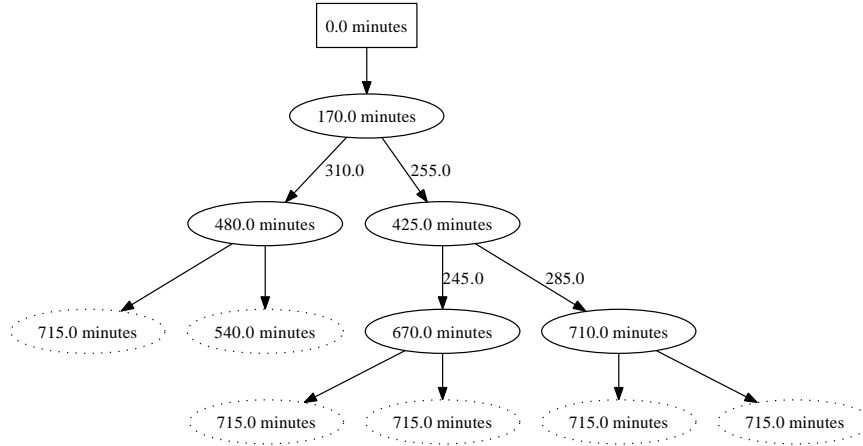 0.0 minutes
170.0 minutes
310.0
255.0
480.0 minutes
425.0 minutes
245.0
285.0
715.0 minutes
540.0 minutes
670.0 minutes
710.0 minutes
715.0 minutes
715.0 minutes
715.0 minutes
715.0 minutes